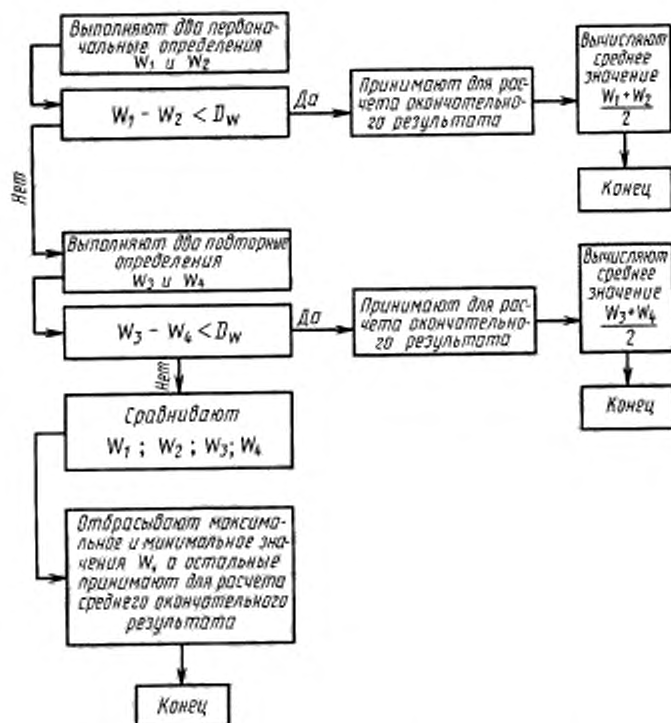 Выполняют два первона-
чальные определения
W₁ и W₂
W₁ - W₂ < D_W
Да
Принимают для рас-
чета окончательно-
го результата
Вычисляют
среднее
значение
W₁ + W₂
2
Конец
Нет
Выполняют два повторные
определения
W₃ и W₄
W₃ - W₄ < D_W
Да
Принимают для рас-
чета окончательно-
го результата
Вычисляют
среднее
значение
W₃ + W₄
2
Конец
Нет
Сравнивают
W₁ ; W₂ ; W₃; W₄
Отбрасывают максималь-
ное и минимальное зна-
чения W, а остальные
принимают для расчета
среднего окончательного
результата
Конец